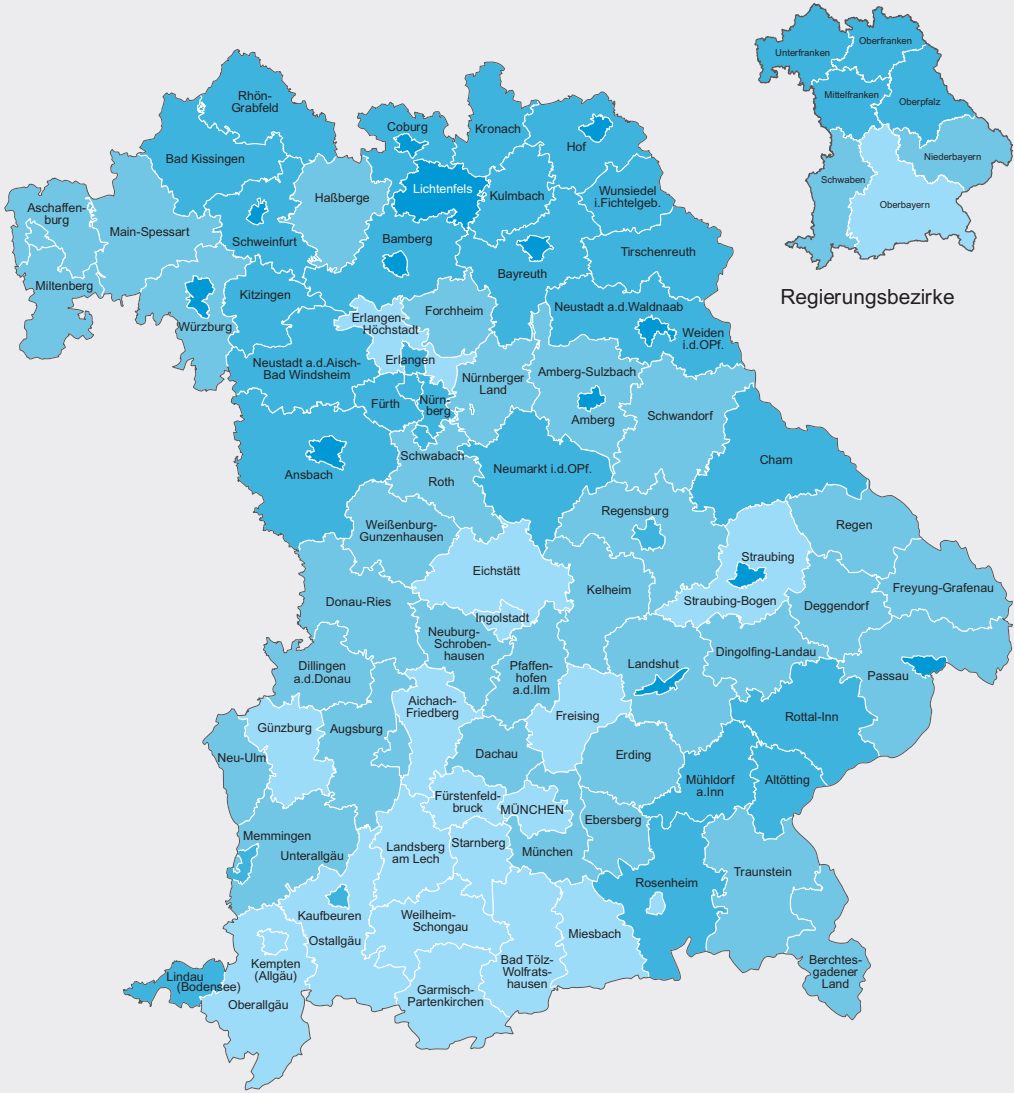 Unterfranken
Oberfranken
Mittelfranken
Oberpfalz
Niederbayern
Schwaben
Oberbayern
Regierungsbezirke
Rhön-
Grabfeld
Coburg
Kronach
Hof
Bad Kissingen
Lichtenfels
Kulmbach
Wunsiedel
i.Fichtelgeb.
Haßberge
Aschaffen-
burg
Main-Spessart
Schweinfurt
Bamberg
Bayreuth
Tirschenreuth
Miltenberg
Würzburg
Kitzingen
Erlangen-
Höchstadt
Forchheim
Neustadt a.d.Waldnaab
Weiden
i.d.OPf.
Neustadt a.d.Aisch-
Bad Windsheim
Erlangen
Fürth
Nürn-
berg
Nürnberger
Land
Amberg-Sulzbach
Amberg
Schwandorf
Ansbach
Schwabach
Roth
Neumarkt i.d.OPf.
Cham
Weißenburg-
Gunzenhausen
Regensburg
Regen
Eichstätt
Straubing
Straubing-Bogen
Kelheim
Freyung-Grafenau
Deggendorf
Donau-Ries
Ingolstadt
Neuburg-
Schroben-
hausen
Pfaffen-
hofen
a.d.Ilm
Landshut
Dingolfing-Landau
Passau
Dillingen
a.d.Donau
Aichach-
Friedberg
Freising
Rottal-Inn
Günzburg
Augsburg
Neu-Ulm
Dachau
Erding
Mühldorf
a.Inn
Altötting
Fürstenfeld-
bruck
MÜNCHEN
Ebersberg
Memmingen
Unterallgäu
Landsberg
am Lech
Starnberg
München
Rosenheim
Traunstein
Kaufbeuren
Ostallgäu
Weilheim-
Schongau
Miesbach
Bad Tölz-
Wolfrats-
hausen
Kempten
(Allgäu)
Lindau
(Bodensee)
Oberallgäu
Garmisch-
Partenkirchen
Berchtes-
gadener
Land